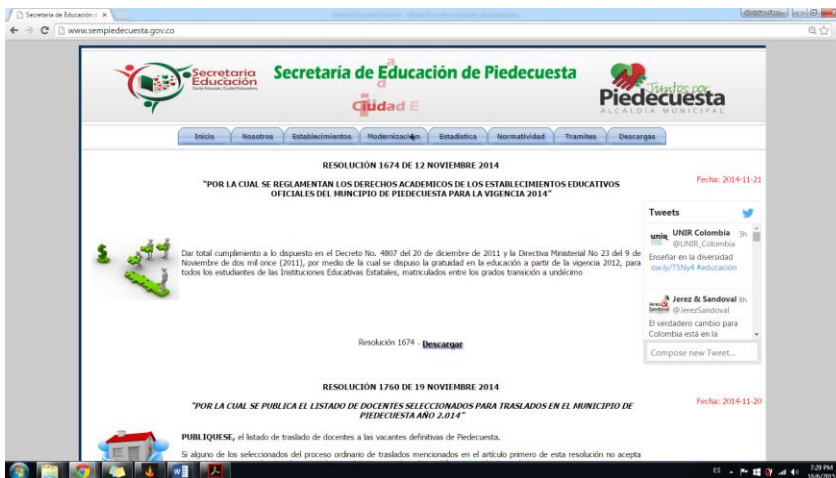 Secretaría de Educación d
www.sempiedecuesta.gov.co
Secretaria
Educación
Secretaría de Educación de Piedecuesta
Ciudad E
Juntos por
Piedecuesta
ALCALDÍA MUNICIPAL
Inicio Nosotros Establecimientos Modernizaci�n Estadística Normatividad Tramites Descargas
RESOLUCIÓN 1674 DE 12 NOVIEMBRE 2014
Fecha: 2014-11-21
"POR LA CUAL SE REGLAMENTAN LOS DERECHOS ACADEMICOS DE LOS ESTABLECIMIENTOS EDUCATIVOS
OFICIALES DEL MUNCIPIO DE PIEDECUESTA PARA LA VIGENCIA 2014"
Dar total cumplimiento a lo dispuesto en el Decreto No. 4807 del 20 de diciembre de 2011 y la Directiva Ministerial No 23 del 9 de
Noviembre de dos mil once (2011), por medio de la cual se dispuso la gratuidad en la educación a partir de la vigencia 2012, para
todos los estudiantes de las Instituciones Educativas Estatales, matriculados entre los grados transición a undécimo
Resolución 1674 - Descargar
Tweets
UNIR Colombia 3h
@UNIR_Colombia
Enseñar en la diversidad
ow.ly/T5Ny4 #educación
Jerez & Sandoval 8h
@JerezSandoval
El verdadero cambio para
Colombia está en la
Compose new Tweet...
RESOLUCIÓN 1760 DE 19 NOVIEMBRE 2014
Fecha: 2014-11-20
"POR LA CUAL SE PUBLICA EL LISTADO DE DOCENTES SELECCIONADOS PARA TRASLADOS EN EL MUNICIPIO DE
PIEDECUESTA AÑO 2.014"
PUBLIQUESE, el listado de traslado de docentes a las vacantes definitivas de Piedecuesta.
Si alguno de los seleccionados del proceso ordinario de traslados mencionados en el artículo primero de esta resolución no acepta
ES
7:29 PM
10/6/2015